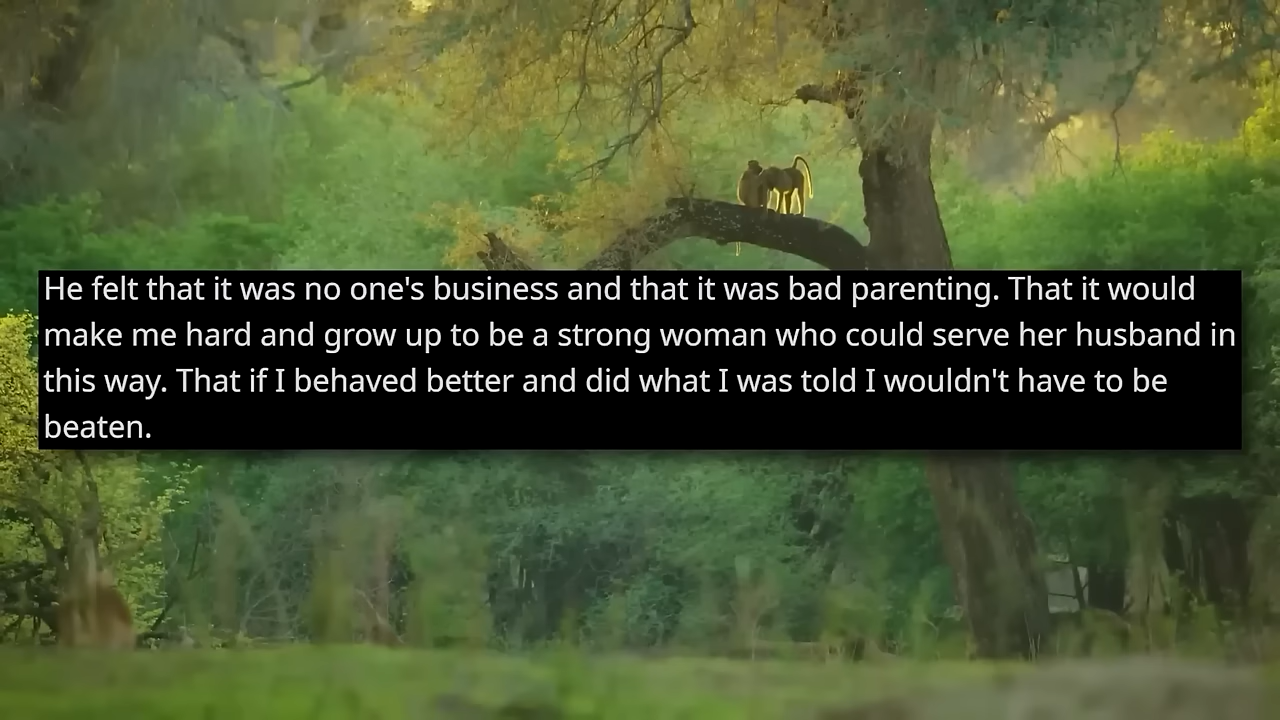 He felt that it was no one's business and that it was bad parenting. That it would
make me hard and grow up to be a strong woman who could serve her husband in
this way. That if I behaved better and did what I was told I wouldn't have to be
beaten.